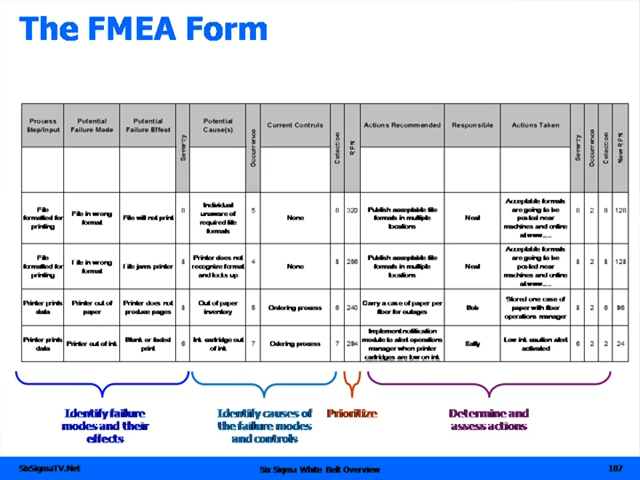 The FMEA Form
Process Step/Input
Potential Failure Mode
Potential Failure Effect
Severity
Potential Cause(s)
Occurrence
Current Controls
Detection
RPN
Actions Recommended
Responsible
Actions Taken
Severity
Occurrence
Detection
New RPN
File formatted for printing
File in wrong format
File will not print
8
Individual unaware of required file formats
5
None
8
320
Publish acceptable file formats in multiple locations
Neal
Acceptable formats are going to be posted near machines and online at www....
8
2
8
128
File formatted for printing
File in wrong format
File jams printer
8
Printer does not recognize format and locks up
4
None
8
256
Publish acceptable file formats in multiple locations
Neal
Acceptable formats are going to be posted near machines and online at www....
8
2
8
128
Printer prints data
Printer out of paper
Printer does not produce pages
8
Out of paper inventory
Ordering process
6
240
Carry a case of paper per floor for outages
Bob
Stored one case of paper with floor operations manager
8
2
6
96
Printer prints data
Printer out of ink
Blank or faded print
6
Ink cartridge out of ink
7
Odering process
7
294
Implement notification module to alert operations manager when printer cartridges are low on ink
Sally
Low ink caution alert activated
6
2
2
24
Identify failure modes and their effects
Identify causes of the failure modes and controls
Prioritize
Determine and assess actions
SixSigmaTV.Net
Six Sigma White Belt Overview
107